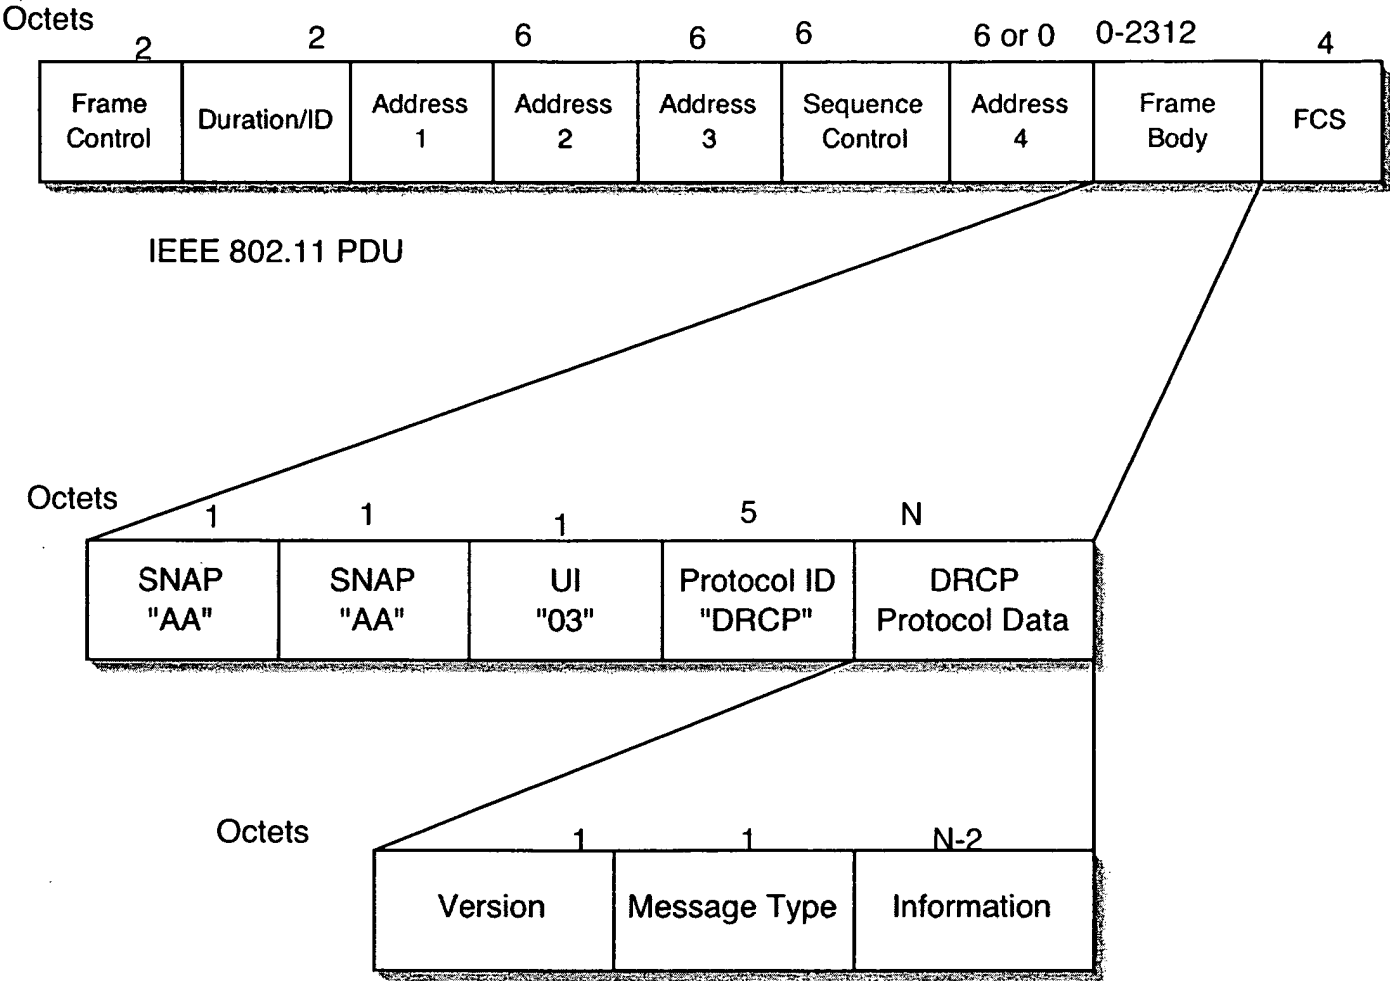 Octets
2 2 6 6 6 6 or 0 0-2312 4
Frame Control
Duration/ID
Address 1
Address 2
Address 3
Sequence Control
Address 4
Frame Body
FCS
IEEE 802.11 PDU
Octets
1 1 1 5 N
SNAP "AA"
SNAP "AA"
UI "03"
Protocol ID "DRCP"
DRCP Protocol Data
Octets
1 1 N-2
Version
Message Type
Information